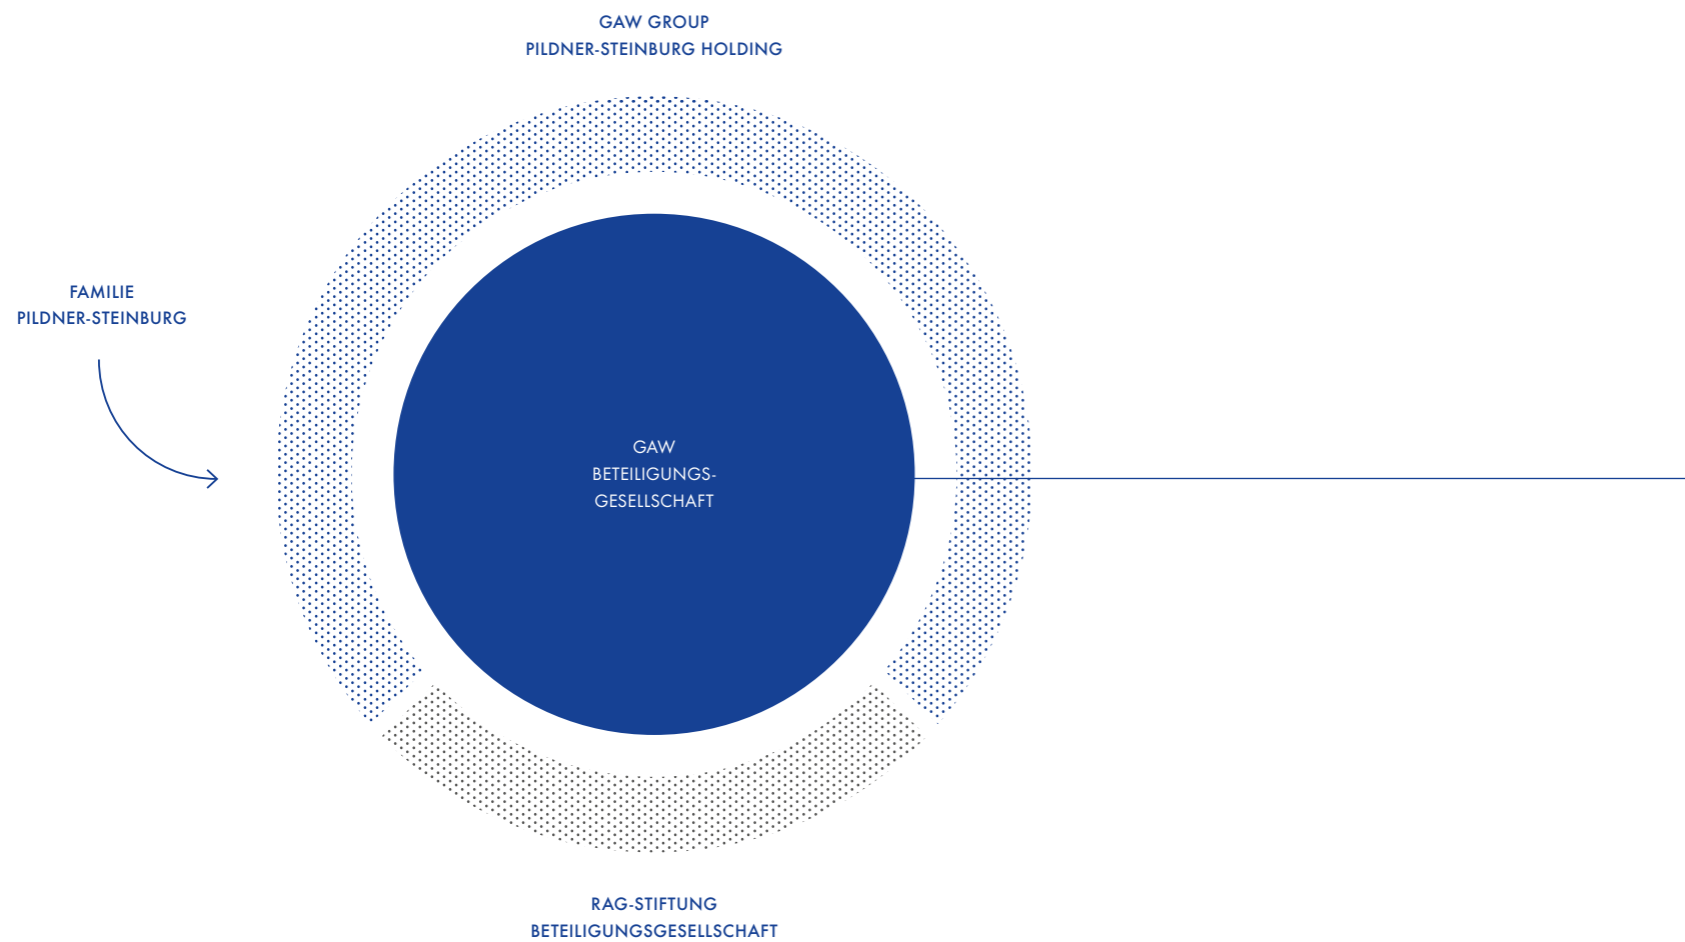 GAW GROUP
PILDNER-STEINBURG HOLDING
FAMILIE
PILDNER-STEINBURG
GAW
BETEILIGUNGS-
GESELLSCHAFT
RAG-STIFTUNG
BETEILIGUNGSGESELLSCHAFT